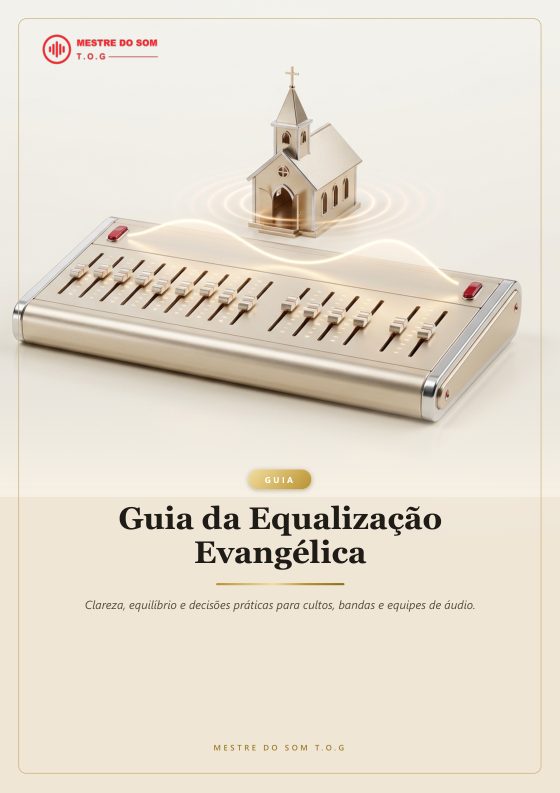 MESTRE DO SOM
T.O.G
GUIA
Guia da Equalização
Evangélica
Clareza, equilíbrio e decisões práticas para cultos, bandas e equipes de áudio.
MESTRE DO SOM T.O.G